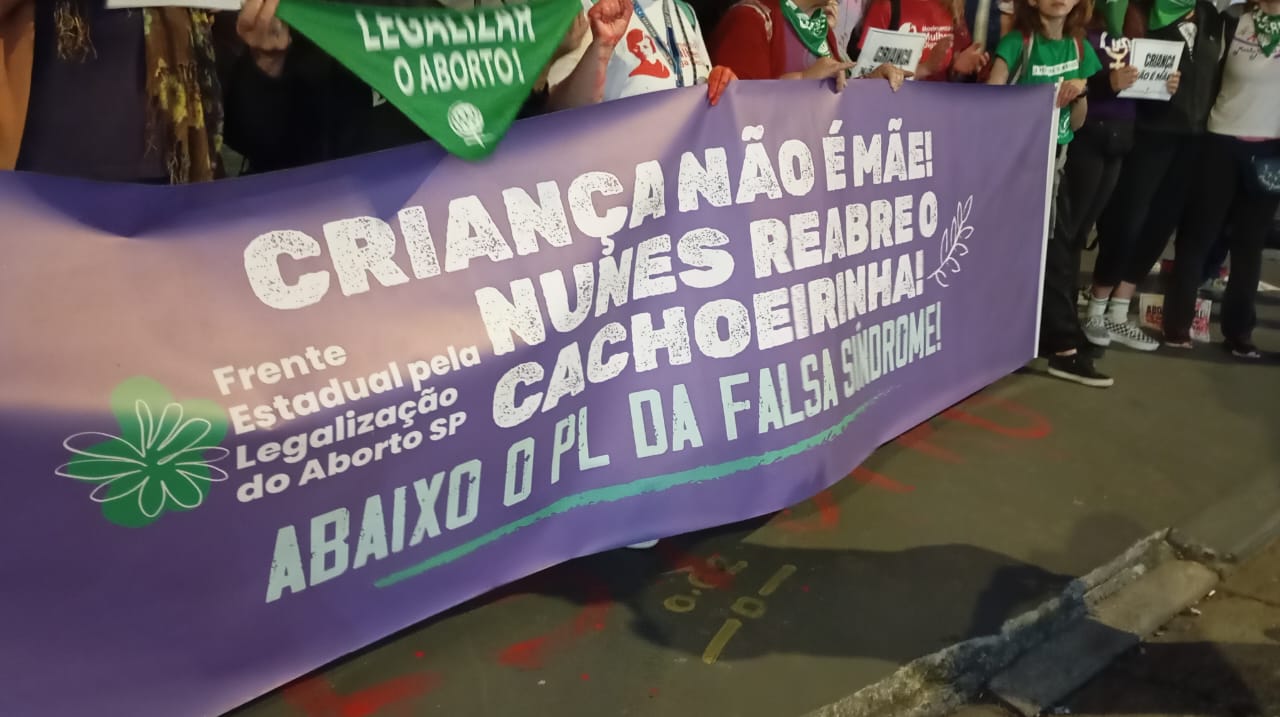 LEGALIZAR
O ABORTO!
CRIANÇA
CRIANÇA
NÃO É MÃE
CRIANÇA NÃO É MÃE!
NUNES REABRE O
CACHOEIRINHA!
Frente
Estadual pela
Legalização
do Aborto SP
ABAIXO O PL DA FALSA SÍNDROME!